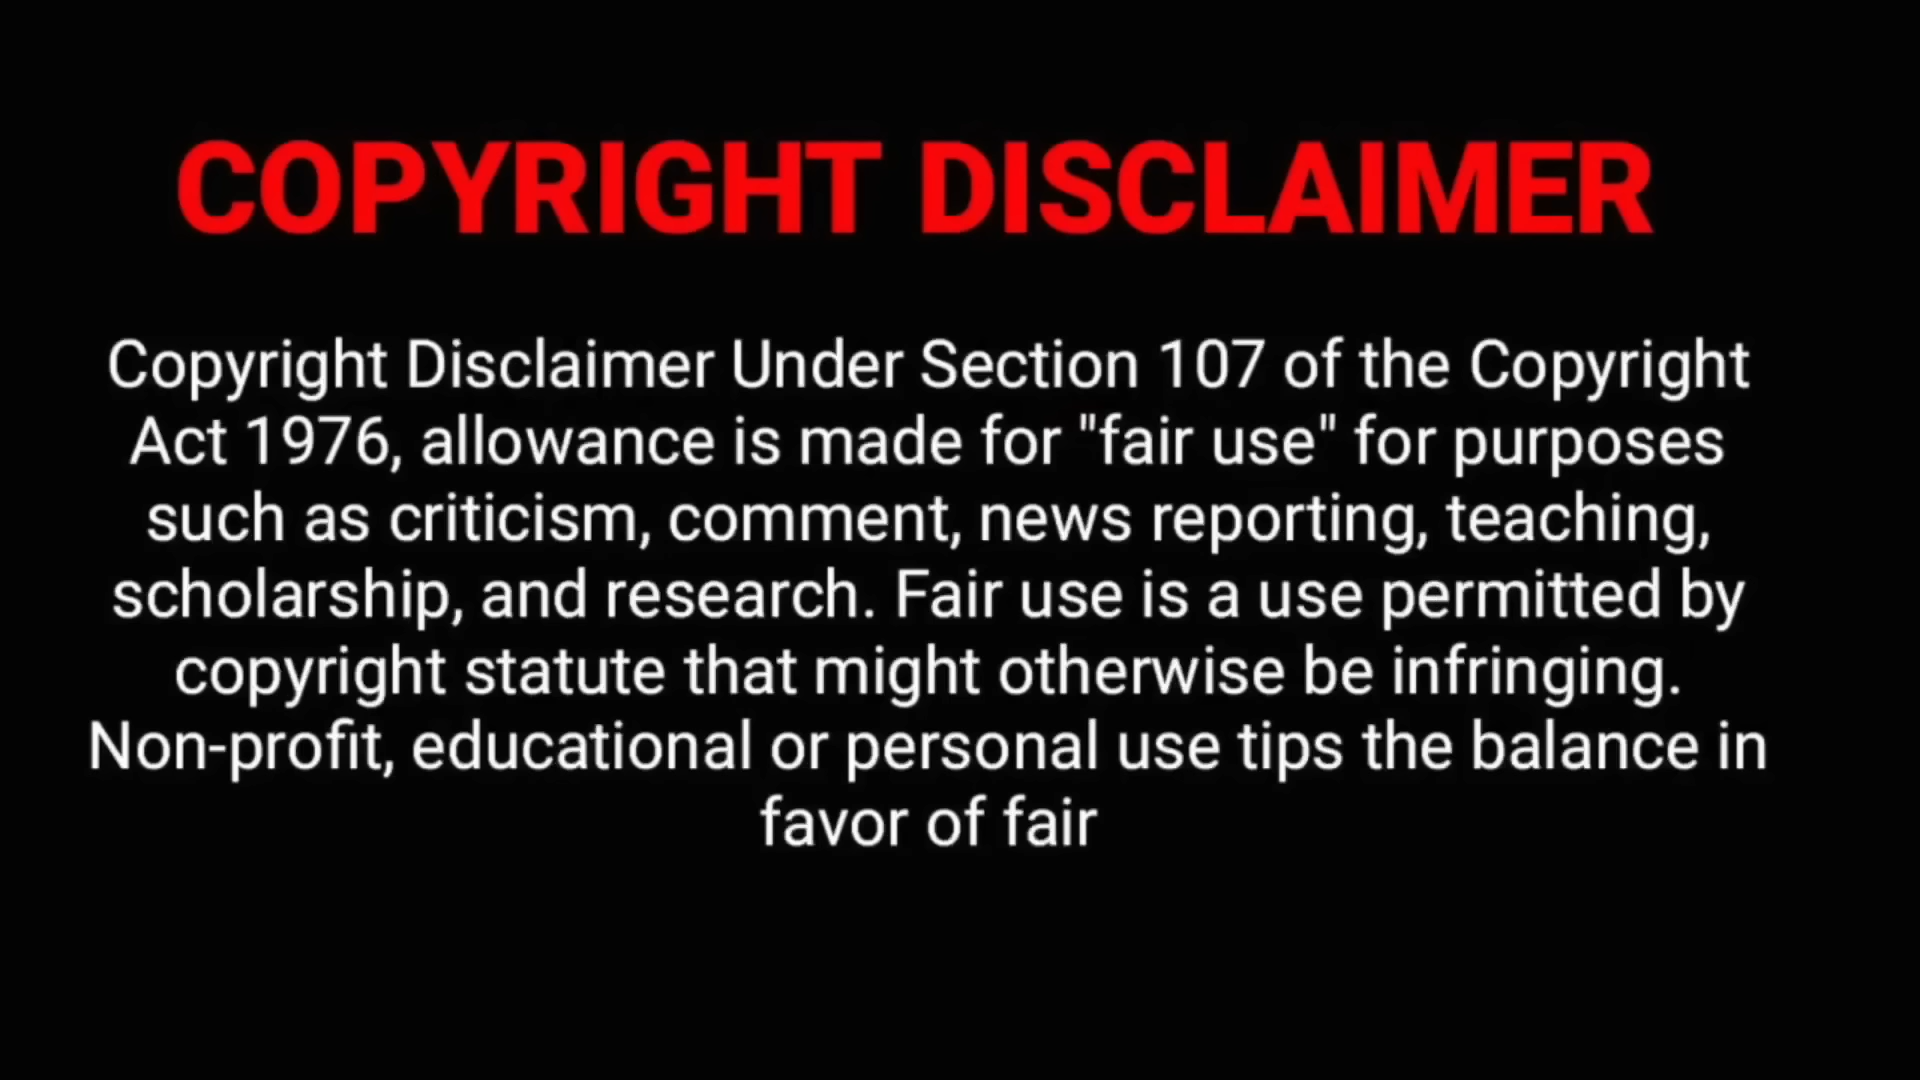 COPYRIGHT DISCLAIMER
Copyright Disclaimer Under Section 107 of the Copyright
Act 1976, allowance is made for "fair use" for purposes
such as criticism, comment, news reporting, teaching,
scholarship, and research. Fair use is a use permitted by
copyright statute that might otherwise be infringing.
Non-profit, educational or personal use tips the balance in
favor of fair